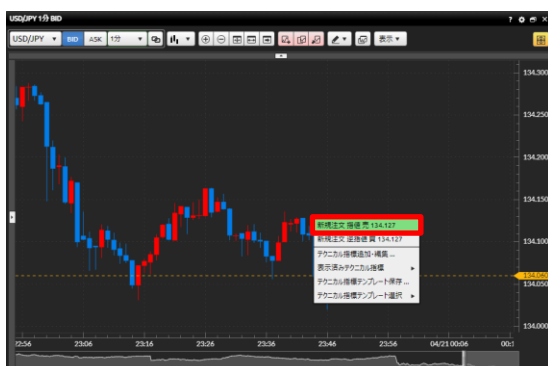 USD/JPY 1分 BID
?
USD/JPY BID ASK 1分 表示
134.300
134.250
134.200
134.150
新規注文 指値 売 134.127
新規注文 逆指値 買 134.127
134.100
テクニカル指標追加・編集 ...
表示済みテクニカル指標
134.060
テクニカル指標テンプレート保存 ...
134.050
テクニカル指標テンプレート選択
134.000
22:56 23:06 23:16 23:26 23:36 23:46 23:56 04/21 00:06